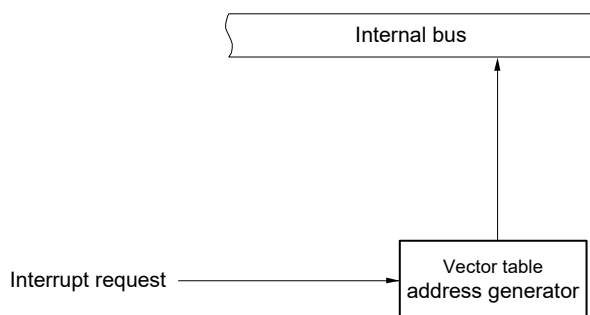 Internal bus
Vector table
address generator
Interrupt request